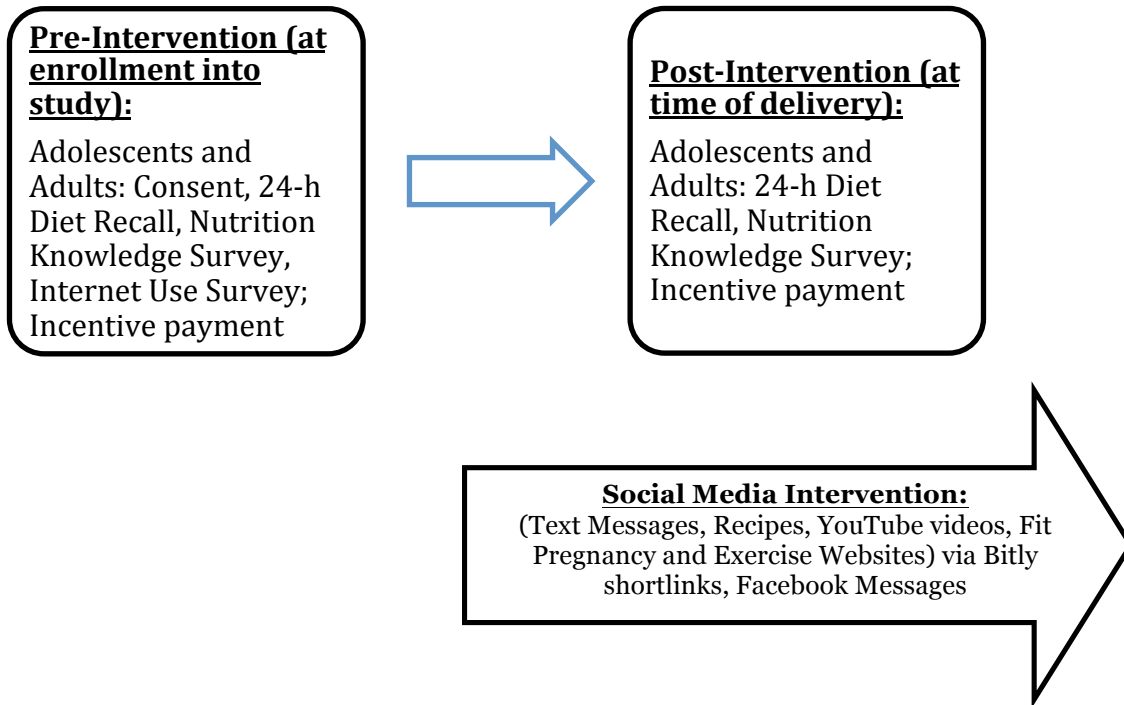 Pre-Intervention (at
enrollment into
study):
Adolescents and
Adults: Consent, 24-h
Diet Recall, Nutrition
Knowledge Survey,
Internet Use Survey;
Incentive payment
Post-Intervention (at
time of delivery):
Adolescents and
Adults: 24-h Diet
Recall, Nutrition
Knowledge Survey;
Incentive payment
Social Media Intervention:
(Text Messages, Recipes, YouTube videos, Fit
Pregnancy and Exercise Websites) via Bitly
shortlinks, Facebook Messages